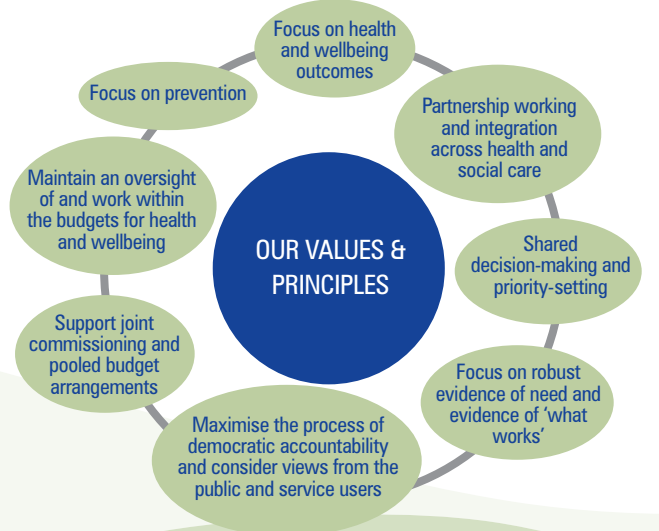 Focus on health
and wellbeing
outcomes
Partnership working
and integration
across health and
social care
Shared
decision-making and
priority-setting
Focus on robust
evidence of need and
evidence of ‘what
works’
Maximise the process of
democratic accountability
and consider views from the
public and service users
Support joint
commissioning and
pooled budget
arrangements
Maintain an oversight
of and work within
the budgets for health
and wellbeing
Focus on prevention
OUR VALUES &
PRINCIPLES